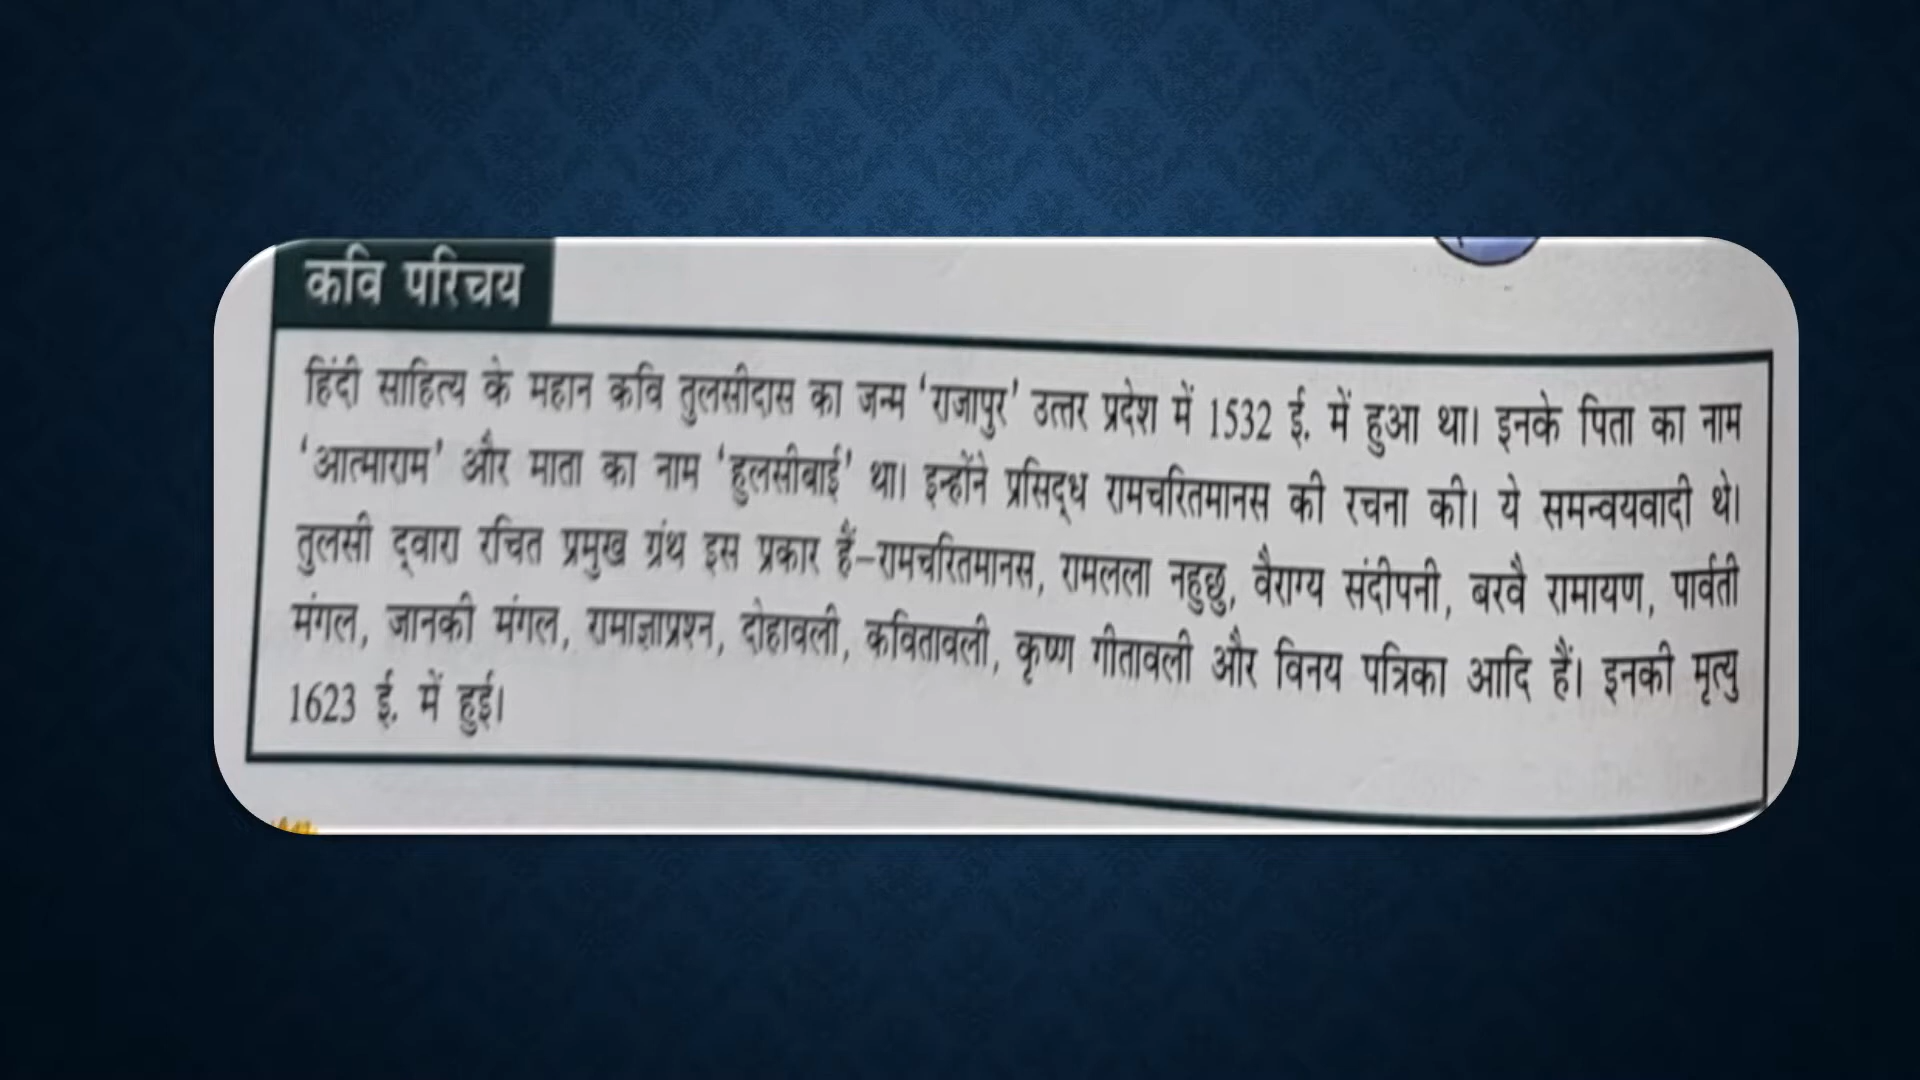 कवि परिचय
हिंदी साहित्य के महान कवि तुलसीदास का जन्म ‘राजापुर’ उत्तर प्रदेश में 1532 ई. में हुआ था। इनके पिता का नाम
‘आत्माराम’ और माता का नाम ‘हुलसीबाई’ था। इन्होंने प्रसिद्ध रामचरितमानस की रचना की। ये समन्वयवादी थे।
तुलसी द्वारा रचित प्रमुख ग्रंथ इस प्रकार हैं–रामचरितमानस, रामलला नहुछु, वैराग्य संदीपनी, बरवै रामायण, पार्वती
मंगल, जानकी मंगल, रामाज्ञाप्रश्न, दोहावली, कवितावली, कृष्ण गीतावली और विनय पत्रिका आदि हैं। इनकी मृत्यु
1623 ई. में हुई।